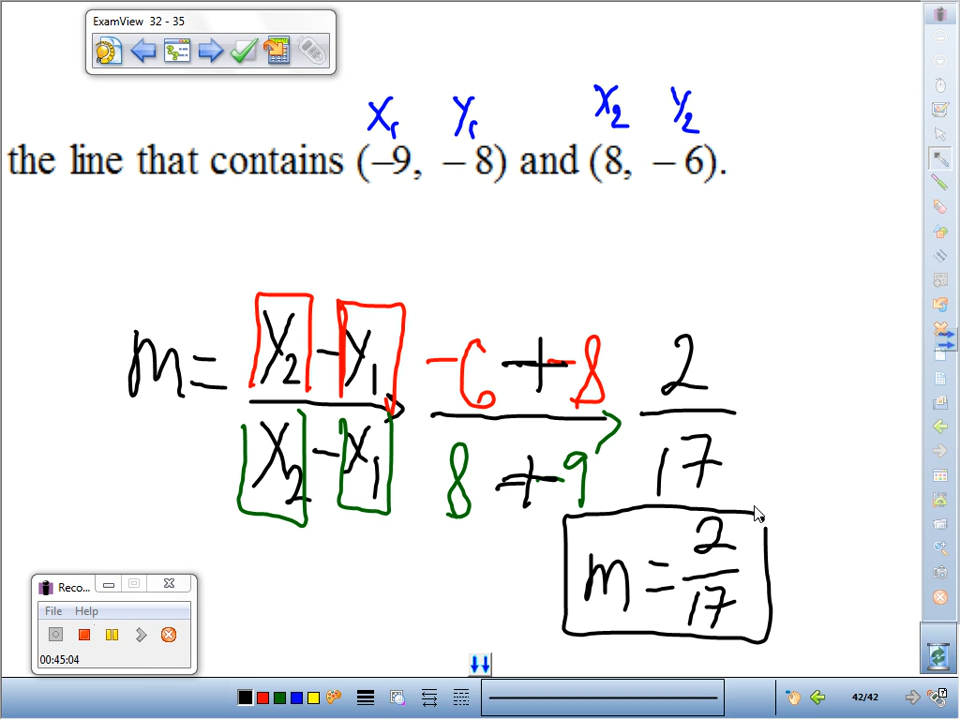 ExamView 32 - 35
x₁ y₁ x₂ y₂
the line that contains (−9, −8) and (8, −6).
m = y₂ − y₁ / x₂ − x₁ −6 + −8 / 8 + −9 2 / 17
m = 2 / 17
Reco...
File Help
00:45:04
42/42